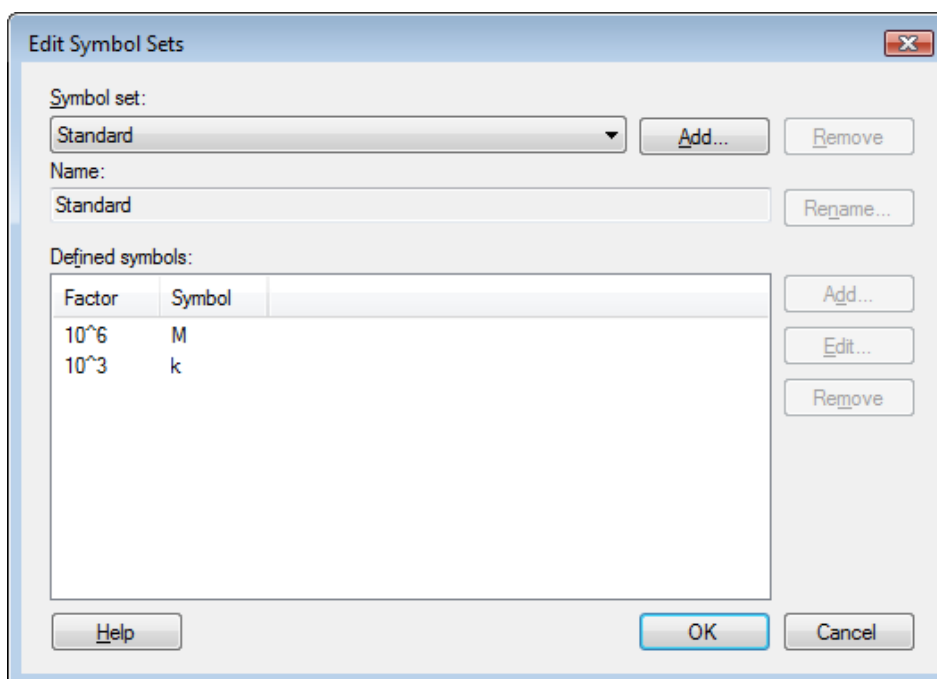 Edit Symbol Sets
Symbol set:
Standard Add... Remove
Name:
Standard Rename...
Defined symbols:
Factor Symbol Add...
10^6 M
10^3 k
Edit...
Remove
Help OK Cancel